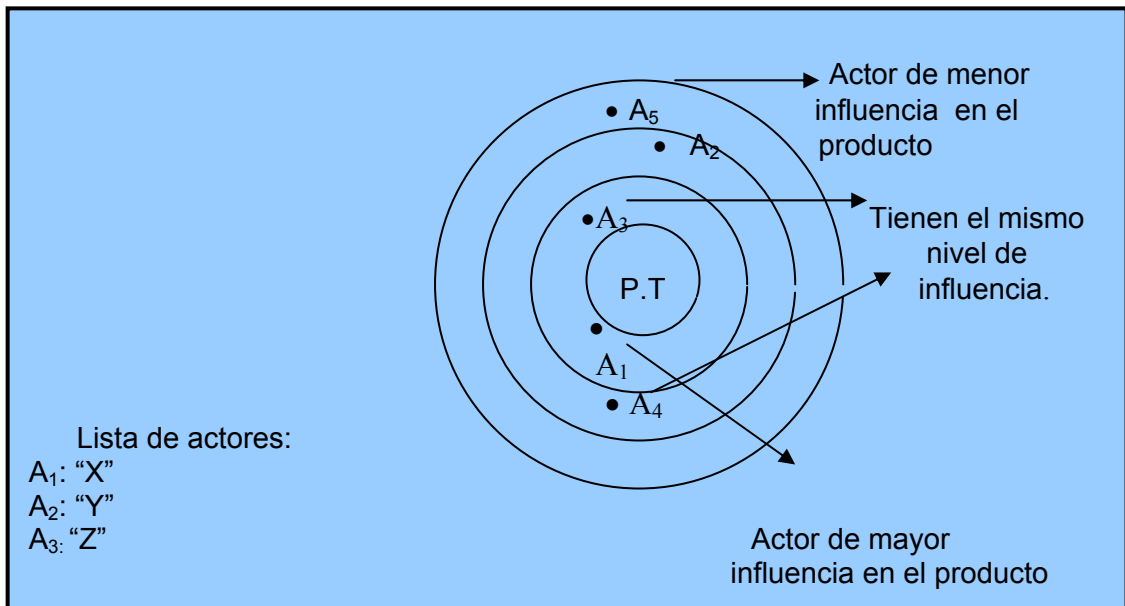 Actor de menor
influencia en el
producto
A5
A2
A3
Tienen el mismo
nivel de
influencia.
P.T
A1
A4
Lista de actores:
A1: “X”
A2: “Y”
A3: “Z”
Actor de mayor
influencia en el producto